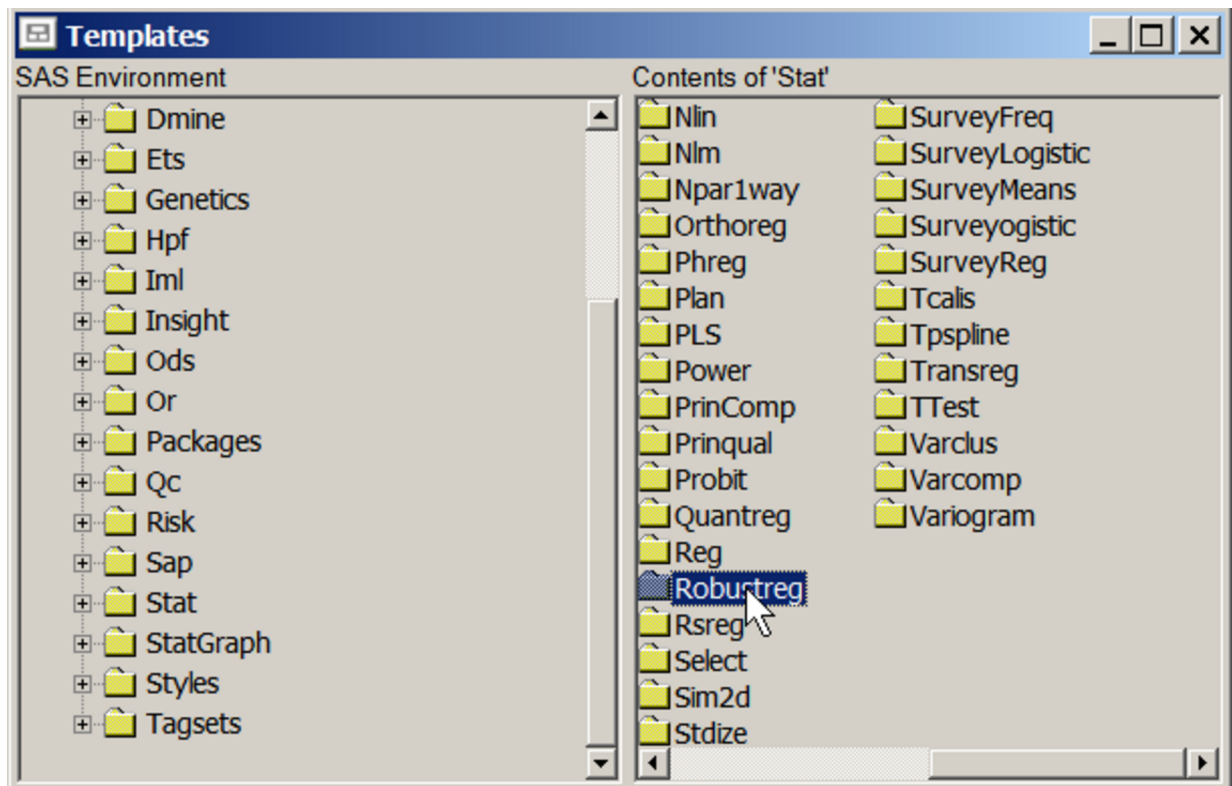 Templates
SAS Environment
Dmine
Ets
Genetics
Hpf
Iml
Insight
Ods
Or
Packages
Qc
Risk
Sap
Stat
StatGraph
Styles
Tagsets
Contents of 'Stat'
Nlin
Nlm
Npar1way
Orthoreg
Phreg
Plan
PLS
Power
PrinComp
Prinqual
Probit
Quantreg
Reg
Robustreg
Rsreg
Select
Sim2d
Stdize
SurveyFreq
SurveyLogistic
SurveyMeans
Surveyogistic
SurveyReg
Tcalis
Tpspline
Transreg
TTest
Varclus
Varcomp
Variogram